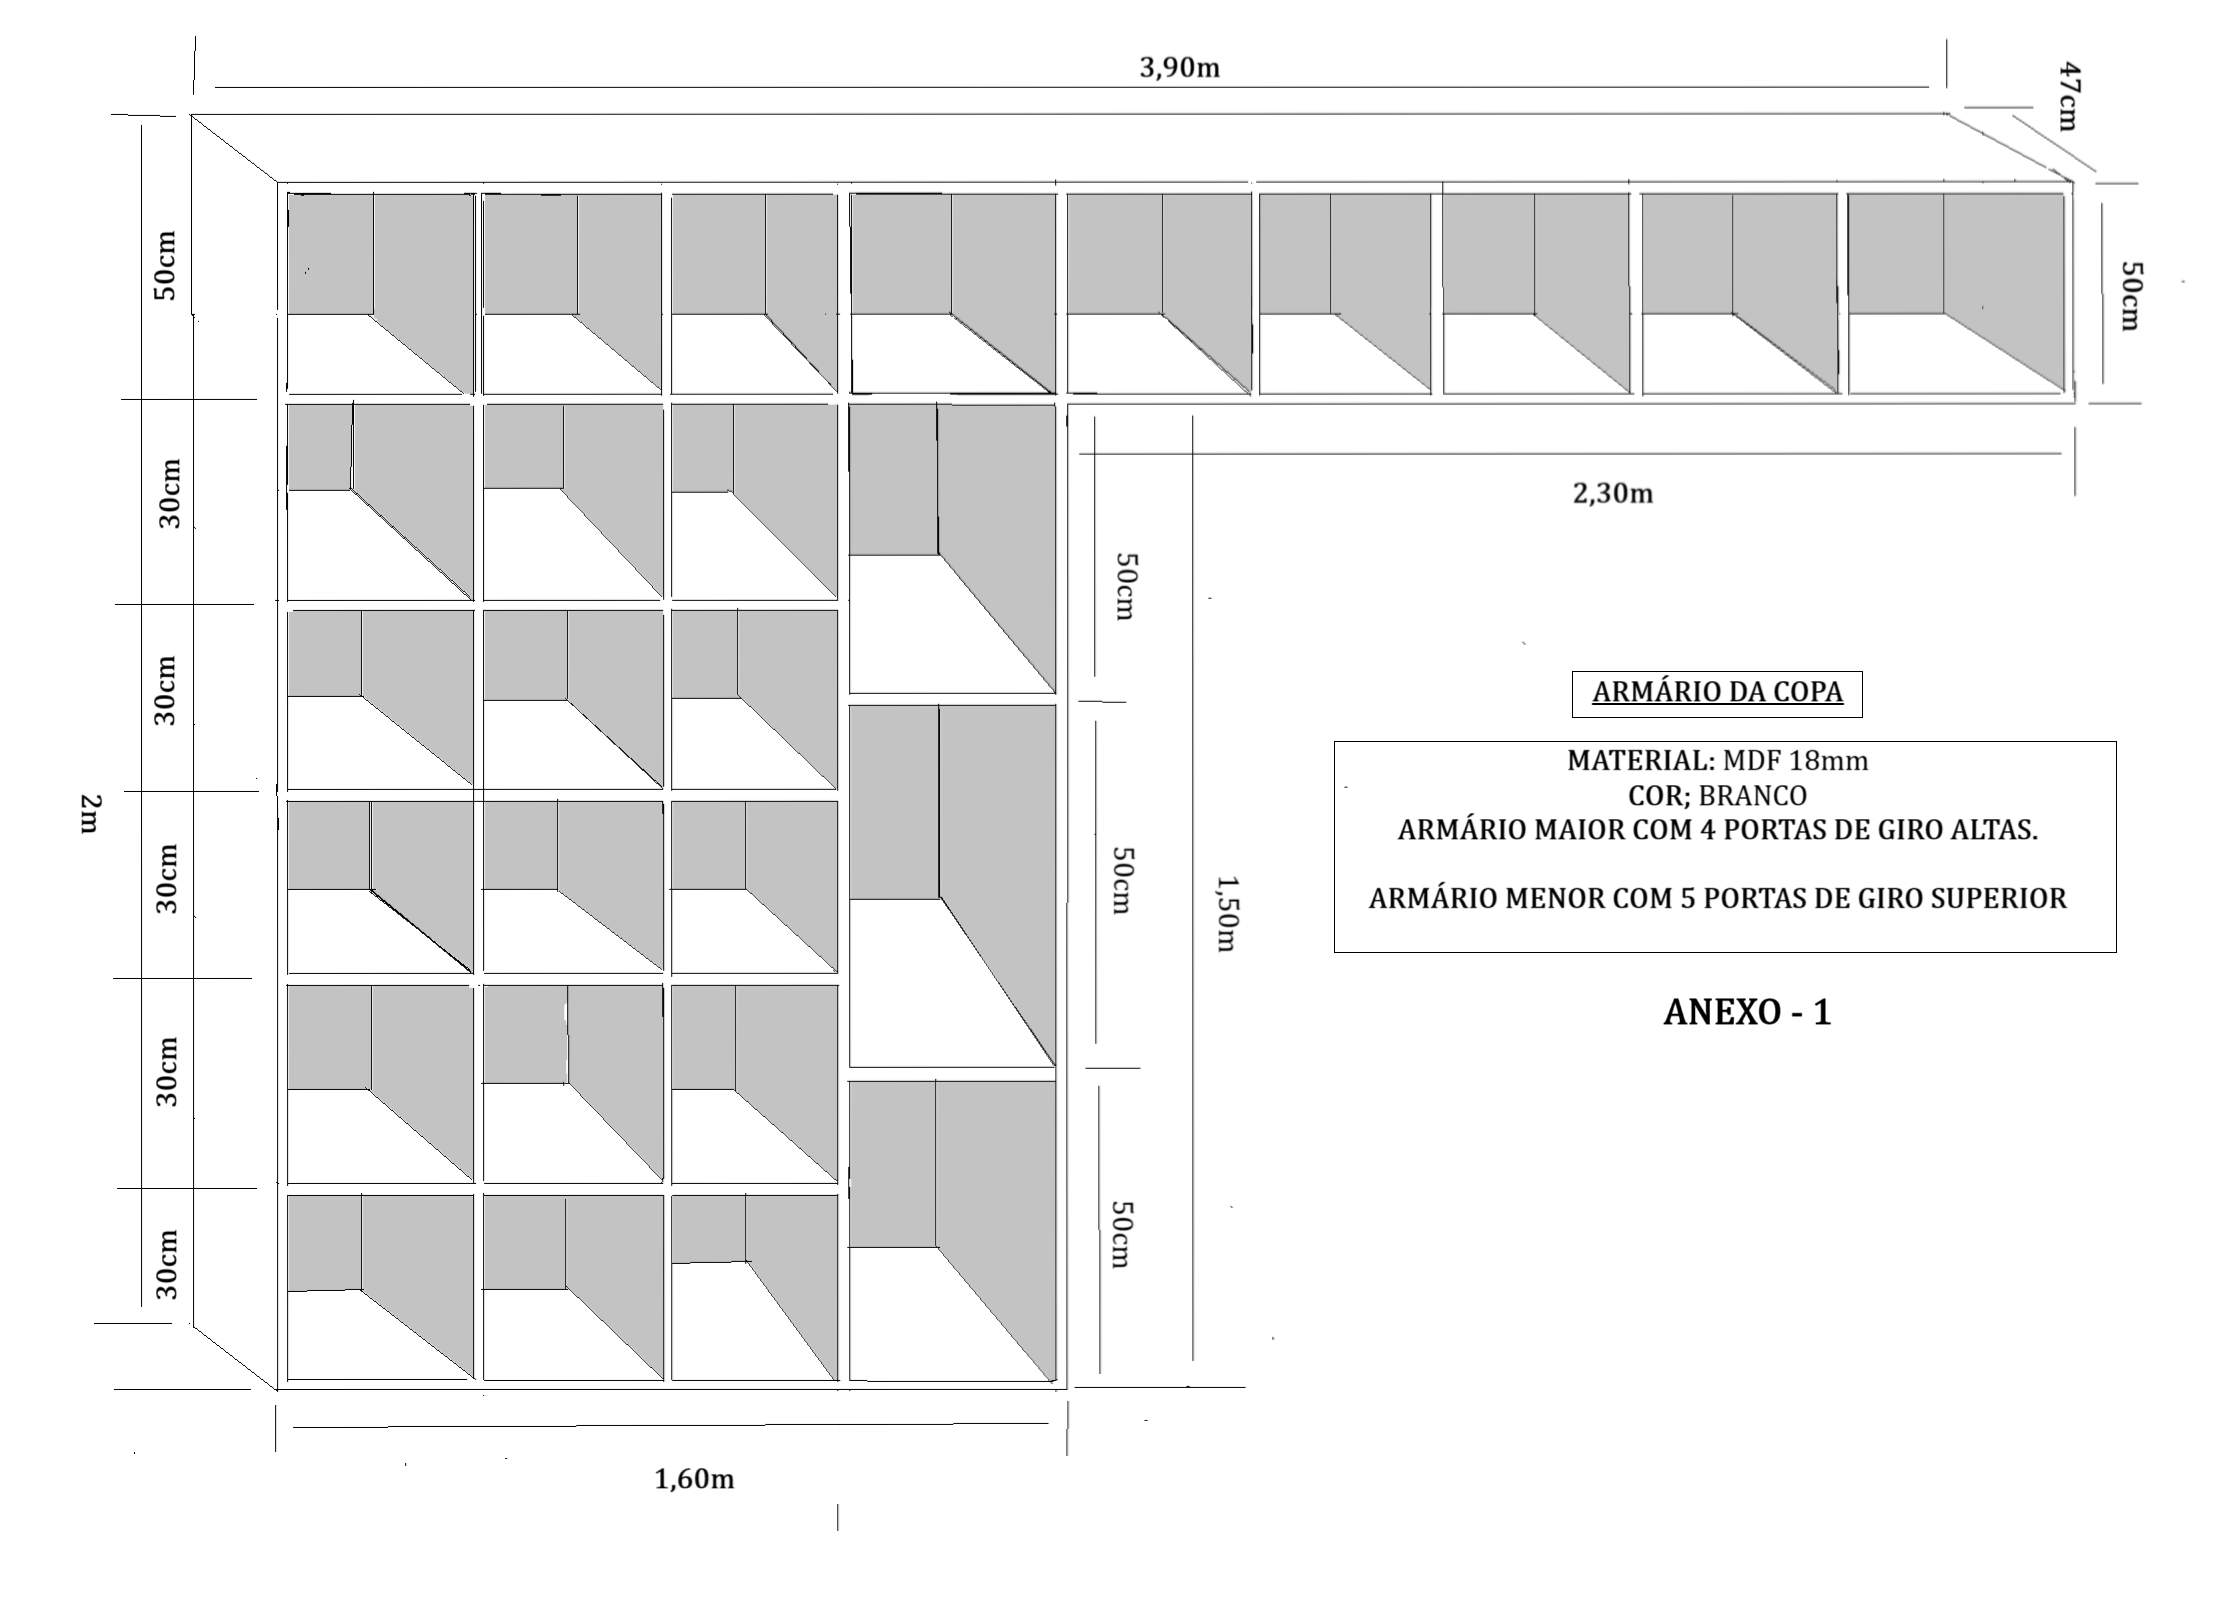 3,90m
47cm
50cm
50cm
2,30m
30cm
50cm
30cm
ARMÁRIO DA COPA
MATERIAL: MDF 18mm
COR; BRANCO
ARMÁRIO MAIOR COM 4 PORTAS DE GIRO ALTAS.
ARMÁRIO MENOR COM 5 PORTAS DE GIRO SUPERIOR
2m
30cm
50cm
1,50m
ANEXO - 1
30cm
50cm
30cm
1,60m